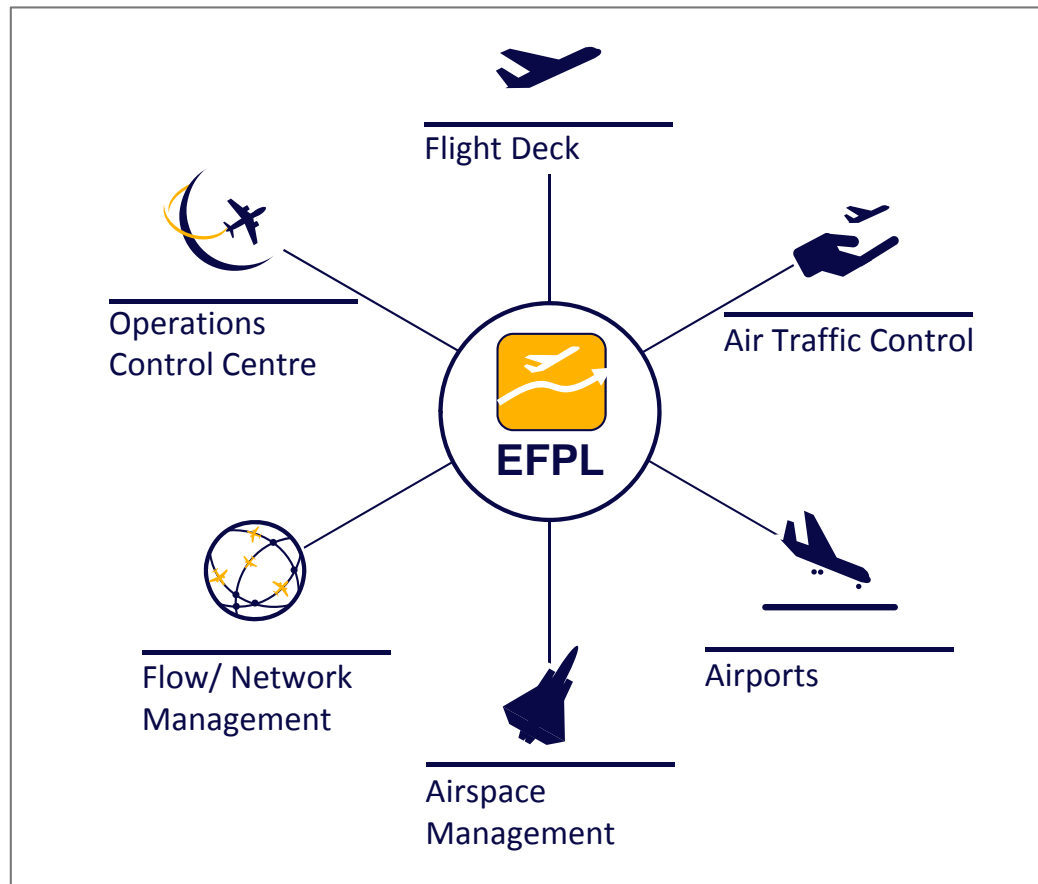 Flight Deck
Operations
Control Centre
Air Traffic Control
EFPL
Flow/ Network
Management
Airports
Airspace
Management